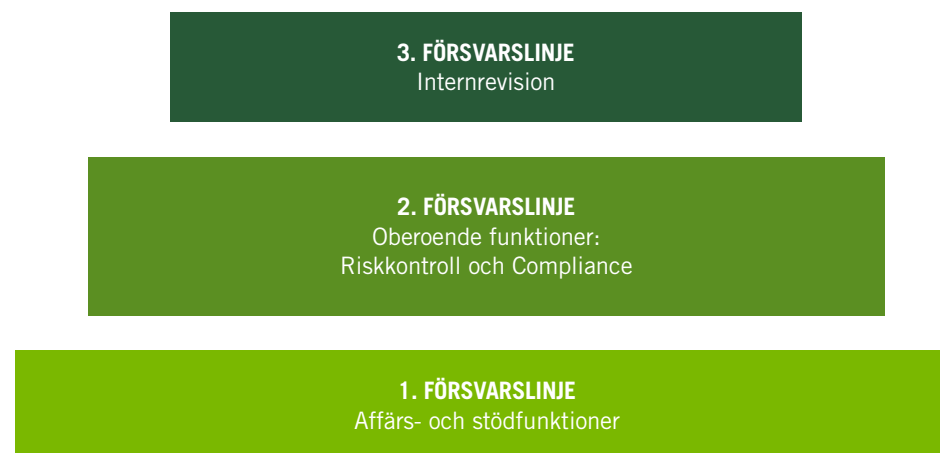 3. FÖRSVARSLINJE
Internrevision
2. FÖRSVARSLINJE
Oberoende funktioner:
Riskkontroll och Compliance
1. FÖRSVARSLINJE
Affärs- och stödfunktioner